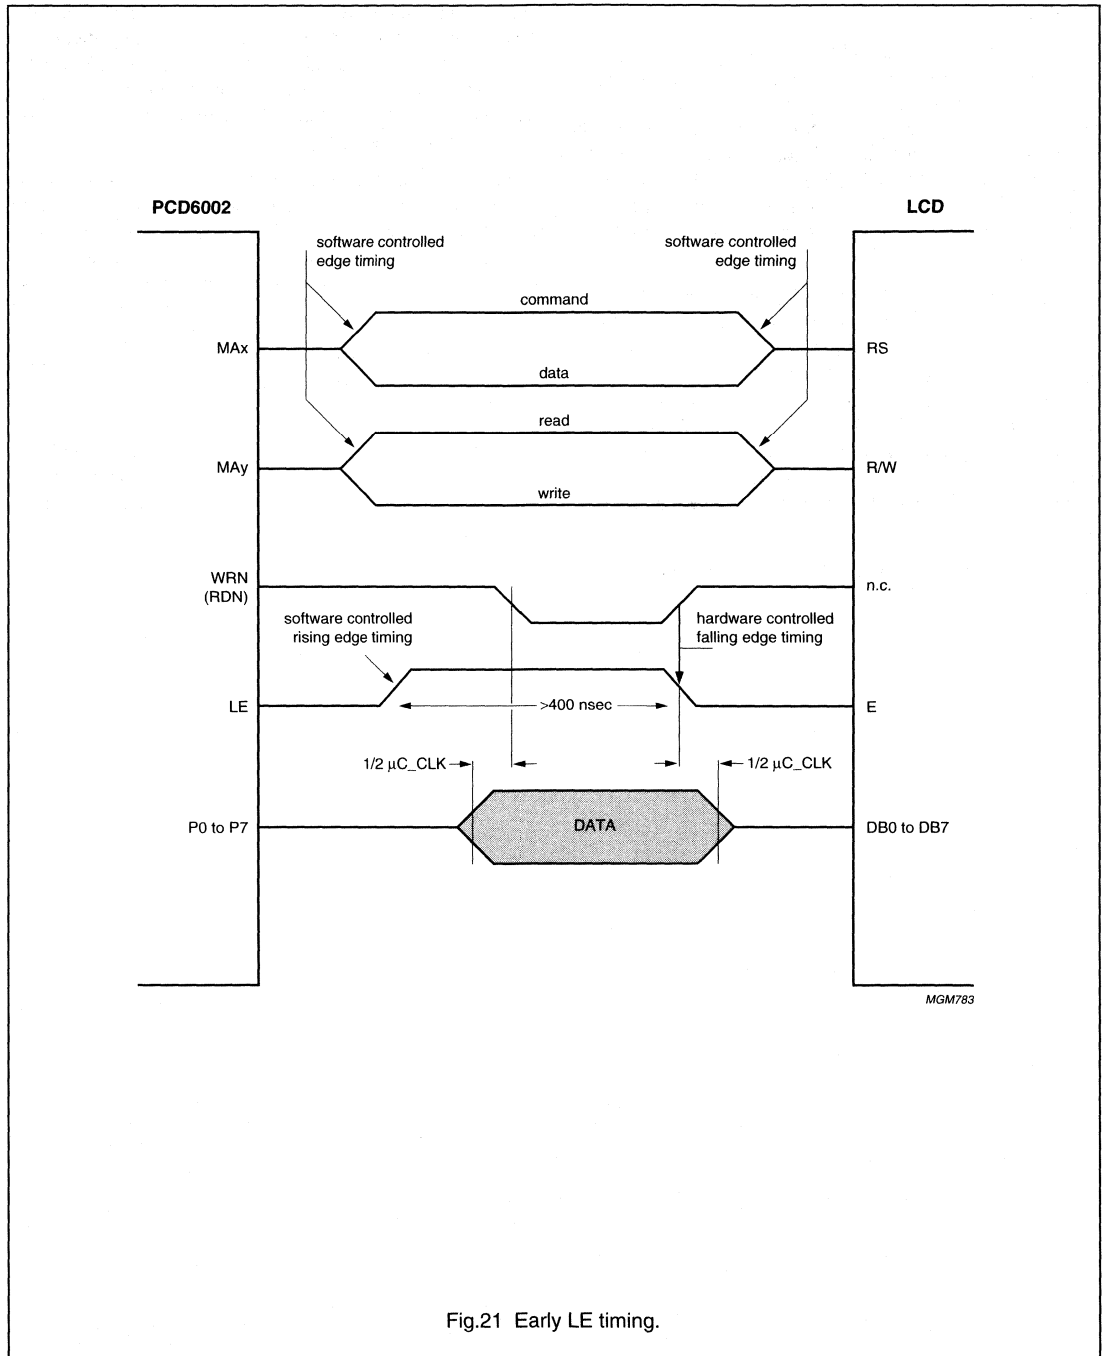 PCD6002
LCD
software controlled
edge timing
software controlled
edge timing
command
MAx
RS
data
read
MAy
R/W
write
WRN
(RDN)
n.c.
software controlled
rising edge timing
hardware controlled
falling edge timing
LE
>400 nsec
E
1/2 µC_CLK
1/2 µC_CLK
P0 to P7
DATA
DB0 to DB7
MGM783
Fig.21 Early LE timing.